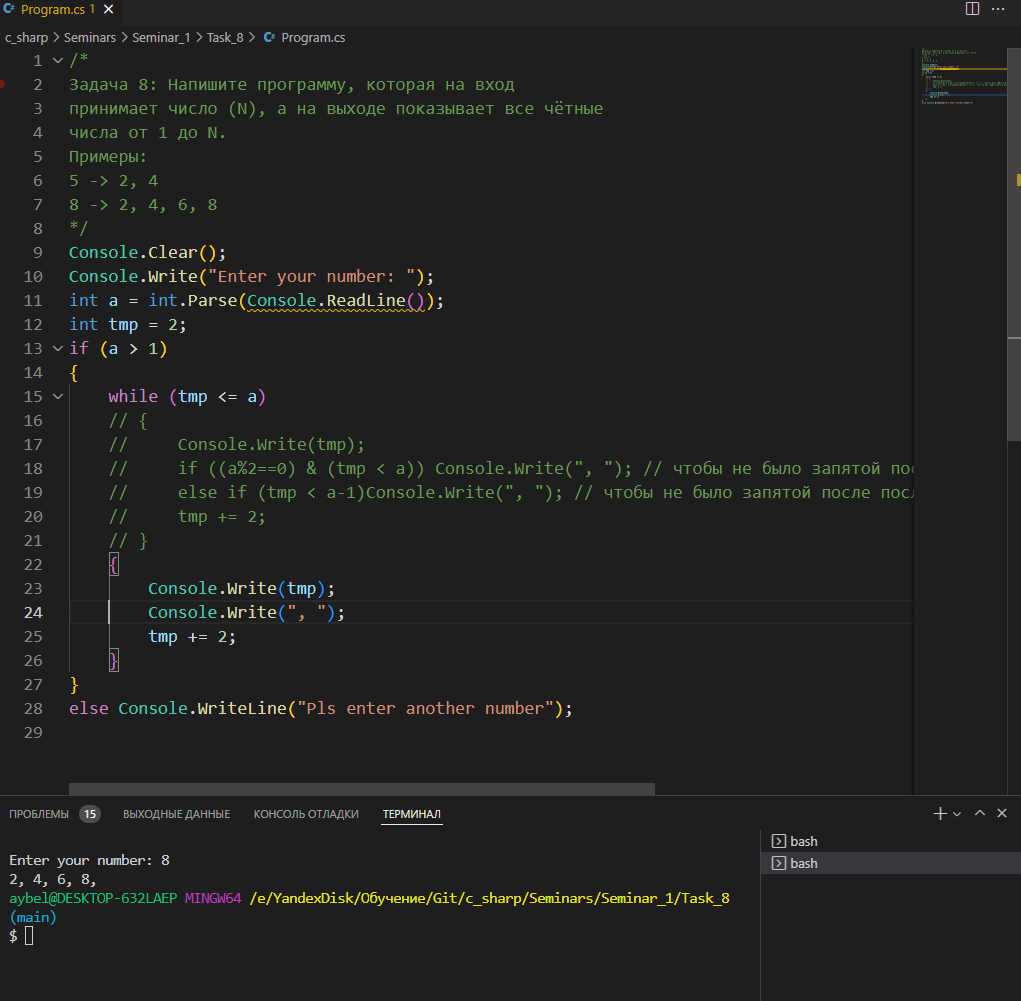 Program.cs 1
c_sharp > Seminars > Seminar_1 > Task_8 > Program.cs
1 /*
2 Задача 8: Напишите программу, которая на вход
3 принимает число (N), а на выходе показывает все чётные
4 числа от 1 до N.
5 Примеры:
6 5 -> 2, 4
7 8 -> 2, 4, 6, 8
8 */
9 Console.Clear();
10 Console.Write("Enter your number: ");
11 int a = int.Parse(Console.ReadLine());
12 int tmp = 2;
13 if (a > 1)
14 {
15     while (tmp <= a)
16     // {
17     //     Console.Write(tmp);
18     //     if ((a%2==0) & (tmp < a)) Console.Write(", "); // чтобы не было запятой пос
19     //     else if (tmp < a-1)Console.Write(", "); // чтобы не было запятой после посл
20     //     tmp += 2;
21     // }
22     {
23         Console.Write(tmp);
24         Console.Write(", ");
25         tmp += 2;
26     }
27 }
28 else Console.WriteLine("Pls enter another number");
29
ПРОБЛЕМЫ 15 ВЫХОДНЫЕ ДАННЫЕ КОНСОЛЬ ОТЛАДКИ ТЕРМИНАЛ
Enter your number: 8
2, 4, 6, 8,
aybel@DESKTOP-632LAEP MINGW64 /e/YandexDisk/Обучение/Git/c_sharp/Seminars/Seminar_1/Task_8
(main)
$
bash
bash